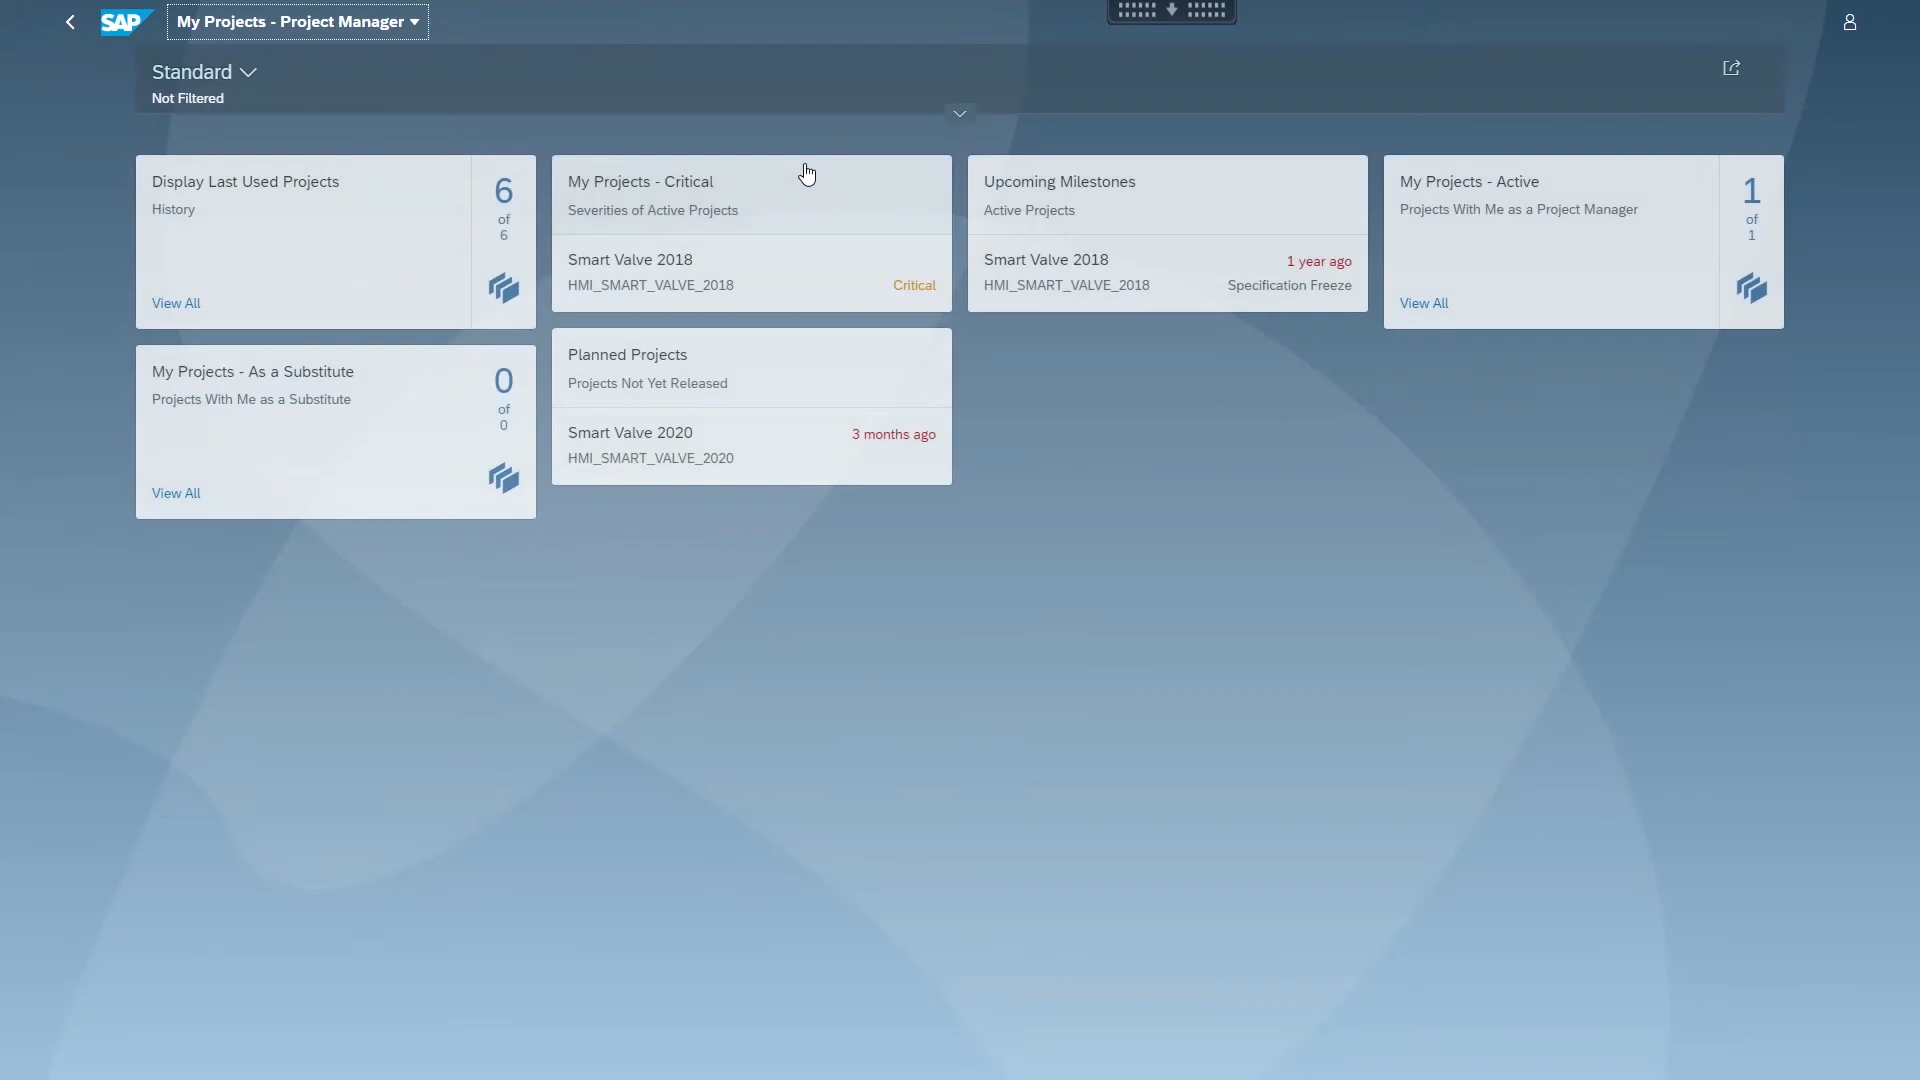 SAP My Projects - Project Manager
Standard
Not Filtered
Display Last Used Projects
History
6
of
6
View All
My Projects - Critical
Severities of Active Projects
Smart Valve 2018
HMI_SMART_VALVE_2018 Critical
Upcoming Milestones
Active Projects
Smart Valve 2018 1 year ago
HMI_SMART_VALVE_2018 Specification Freeze
My Projects - Active
Projects With Me as a Project Manager
1
of
1
View All
My Projects - As a Substitute
Projects With Me as a Substitute
0
of
0
View All
Planned Projects
Projects Not Yet Released
Smart Valve 2020 3 months ago
HMI_SMART_VALVE_2020